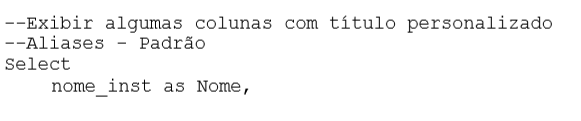 --Exibir algumas colunas com título personalizado
--Aliases - Padrão
Select
nome_inst as Nome,